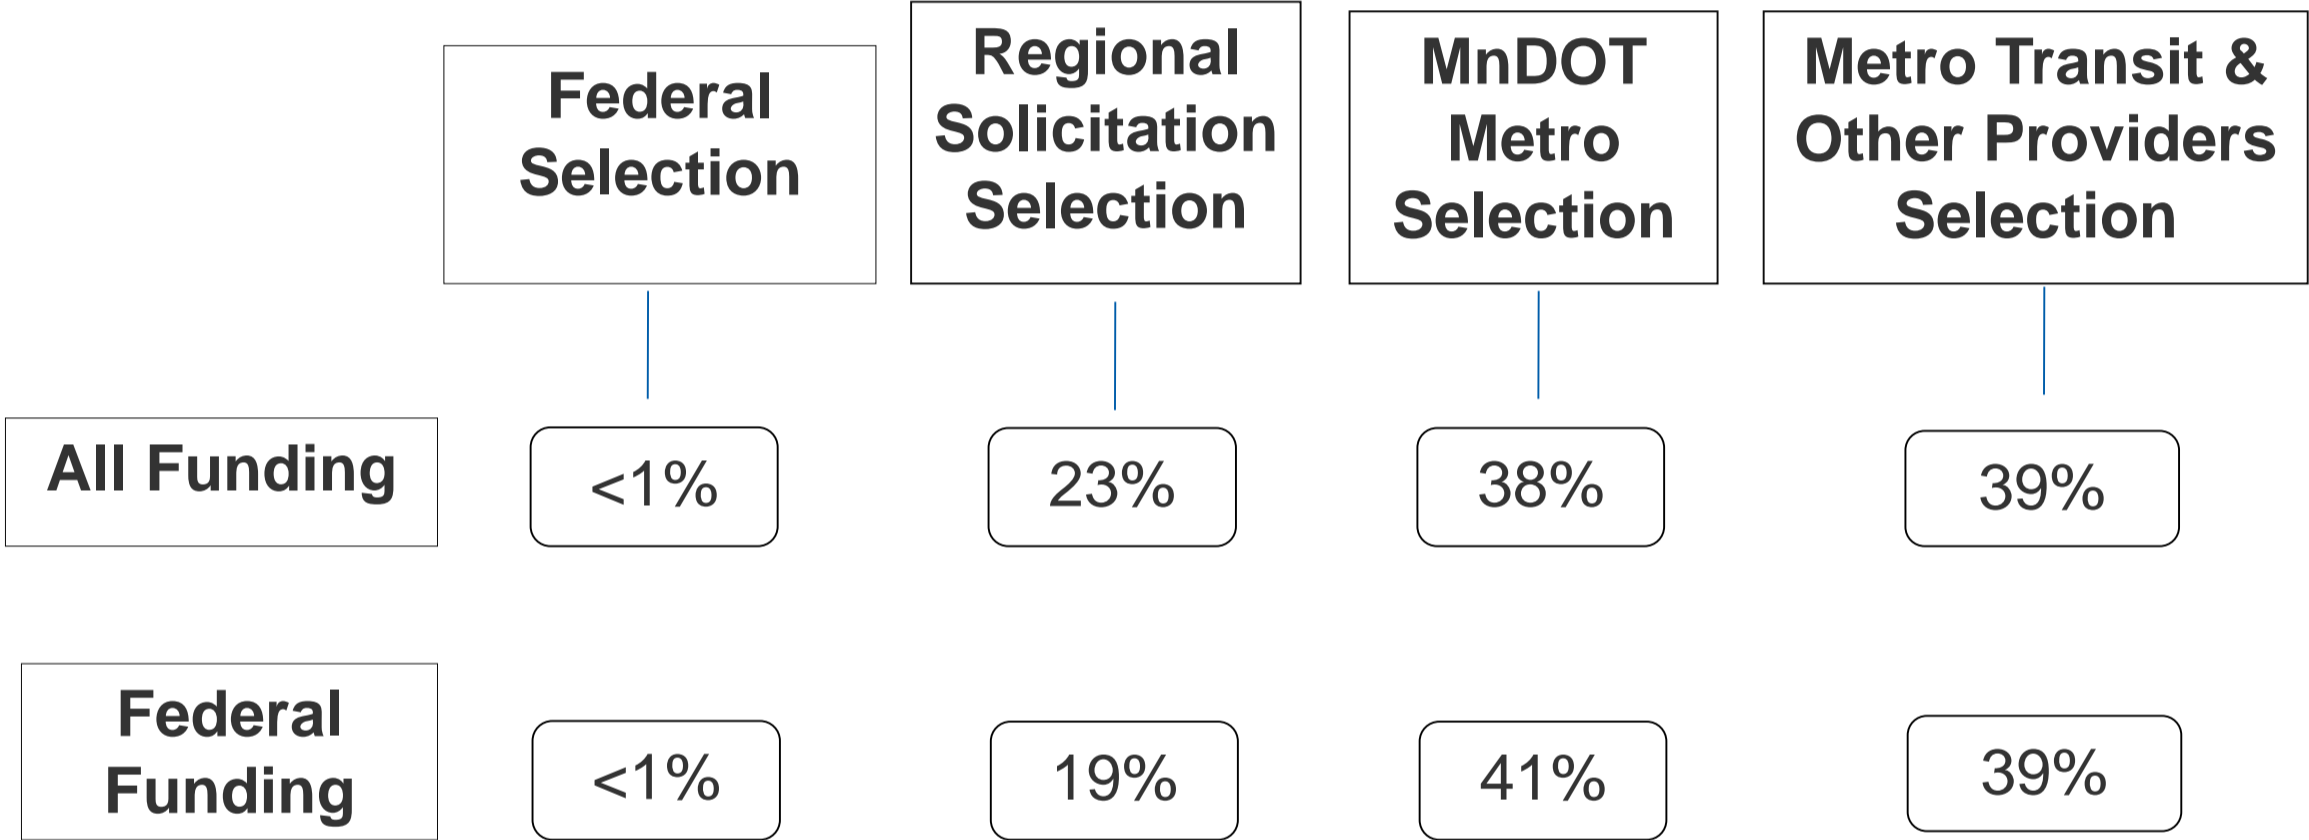 Federal
Selection
Regional
Solicitation
Selection
MnDOT
Metro
Selection
Metro Transit &
Other Providers
Selection
All Funding
<1%
23%
38%
39%
Federal
Funding
<1%
19%
41%
39%